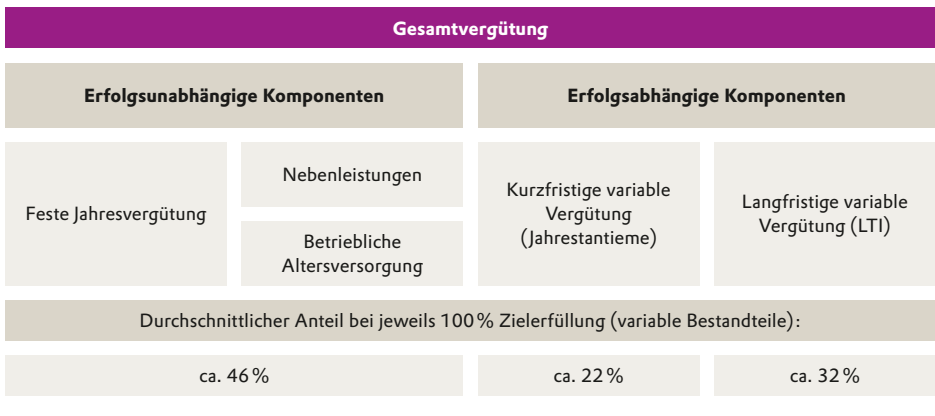 Gesamtvergütung
Erfolgsunabhängige Komponenten
Erfolgsabhängige Komponenten
Feste Jahresvergütung
Nebenleistungen
Betriebliche
Altersversorgung
Kurzfristige variable
Vergütung
(Jahrestantieme)
Langfristige variable
Vergütung (LTI)
Durchschnittlicher Anteil bei jeweils 100 % Zielerfüllung (variable Bestandteile):
ca. 46 %
ca. 22 %
ca. 32 %